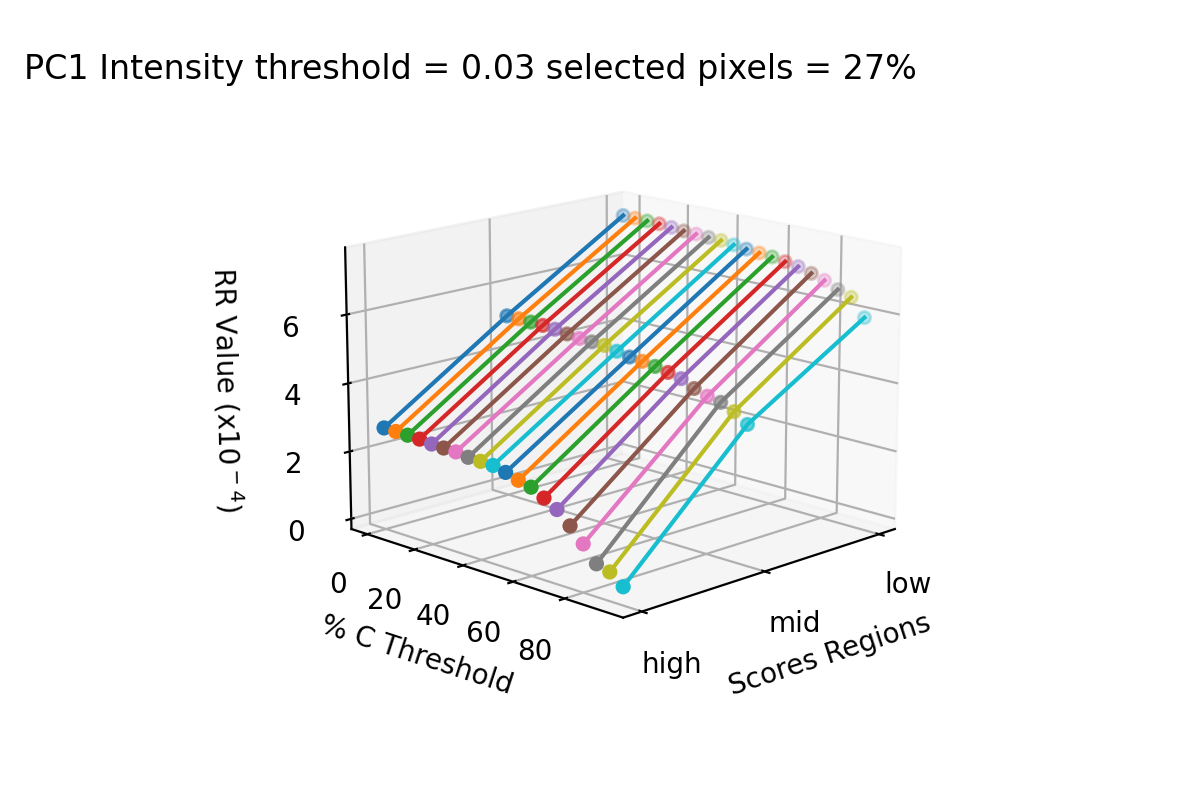 PC1 Intensity threshold = 0.03 selected pixels = 27%
RR Value (x10⁻⁴)
6
4
2
0
0
20
40
60
80
% C Threshold
high
mid
low
Scores Regions